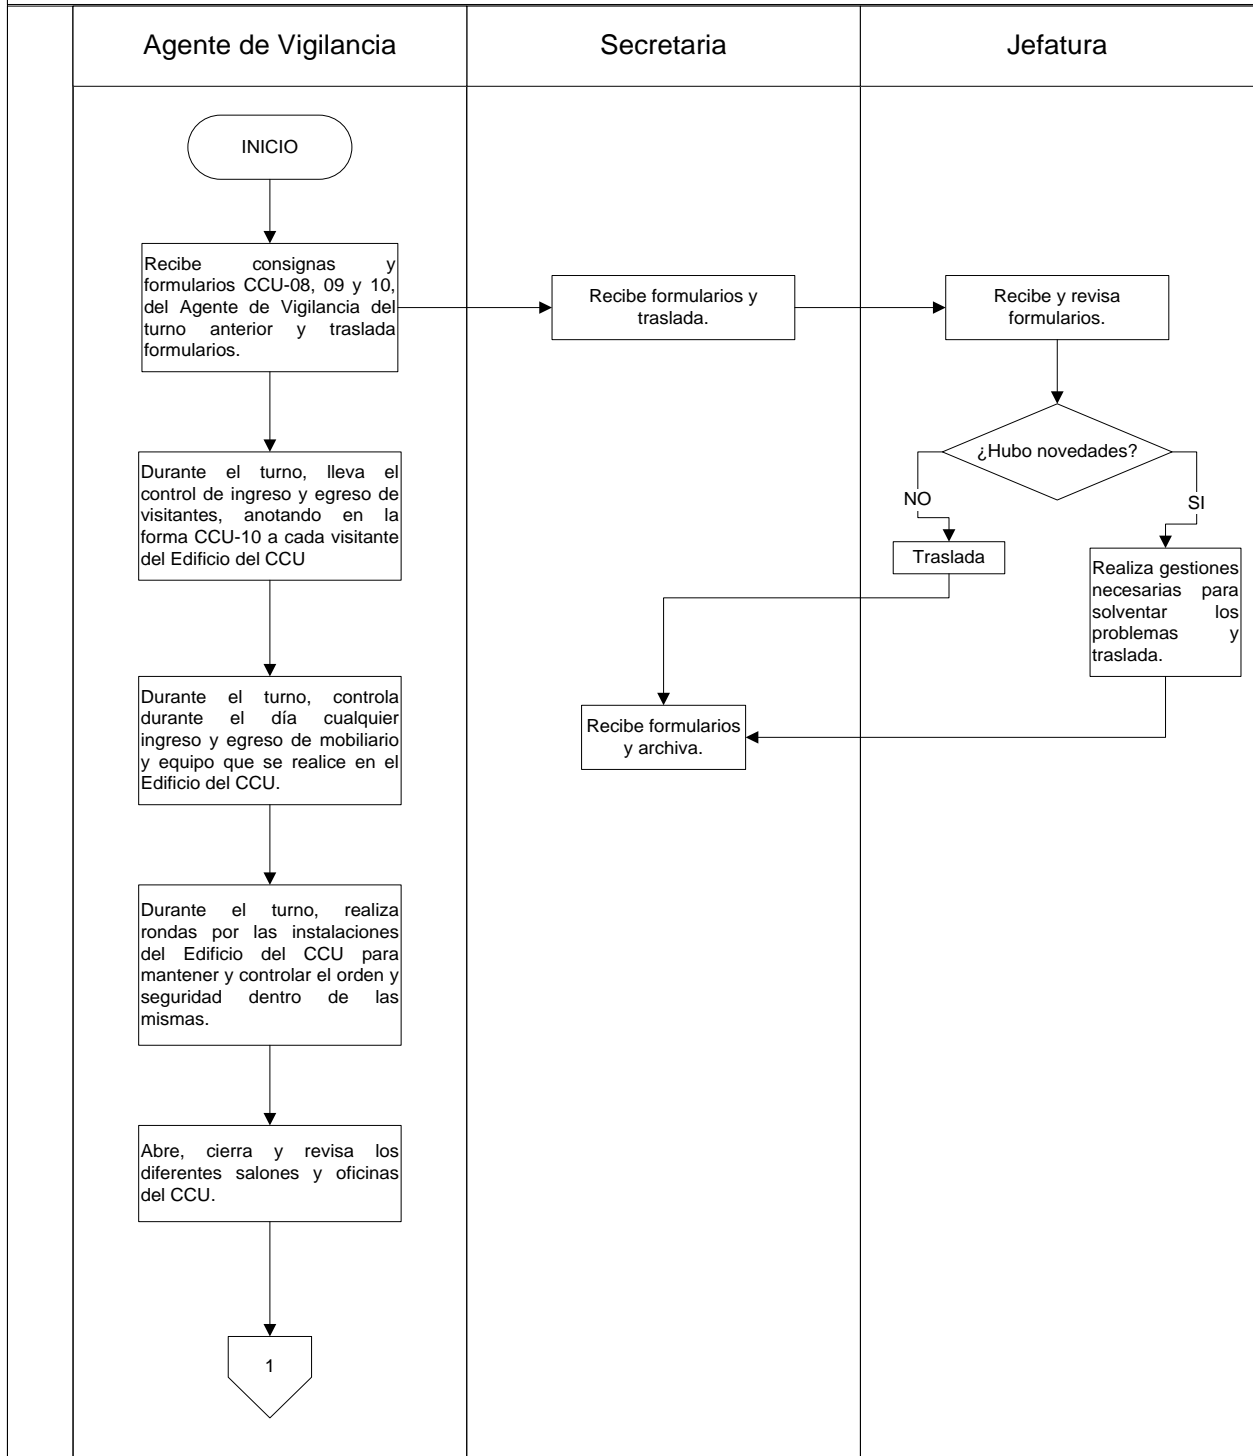 Agente de Vigilancia
Secretaria
Jefatura
INICIO
Recibe consignas y
formularios CCU-08, 09 y 10,
del Agente de Vigilancia del
turno anterior y traslada
formularios.
Recibe formularios y
traslada.
Recibe y revisa
formularios.
¿Hubo novedades?
NO
SI
Traslada
Realiza gestiones
necesarias para
solventar los
problemas y
traslada.
Recibe formularios
y archiva.
Durante el turno, lleva el
control de ingreso y egreso de
visitantes, anotando en la
forma CCU-10 a cada visitante
del Edificio del CCU
Durante el turno, controla
durante el día cualquier
ingreso y egreso de mobiliario
y equipo que se realice en el
Edificio del CCU.
Durante el turno, realiza
rondas por las instalaciones
del Edificio del CCU para
mantener y controlar el orden y
seguridad dentro de las
mismas.
Abre, cierra y revisa los
diferentes salones y oficinas
del CCU.
1